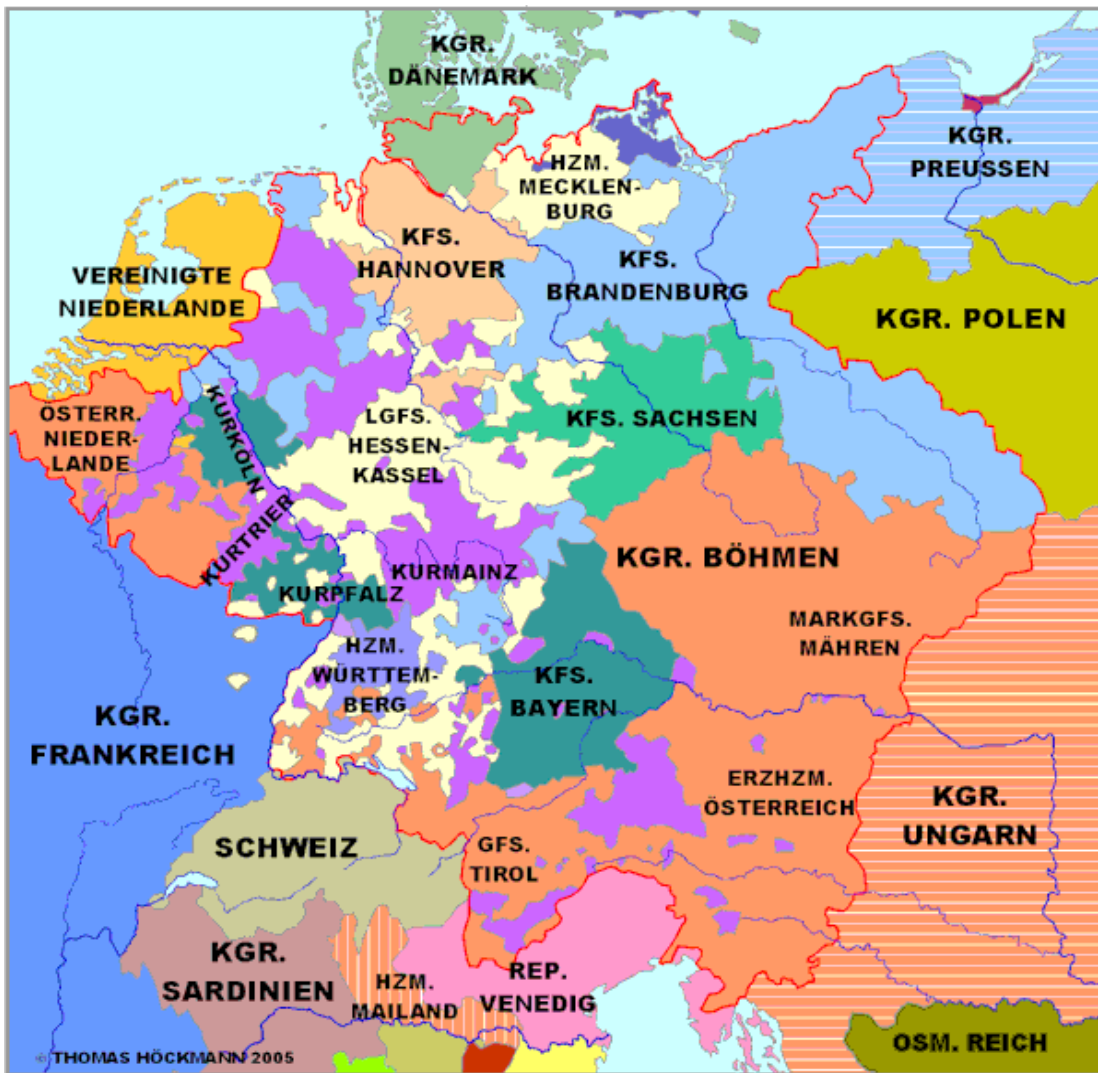 KGR.
DÄNEMARK
KGR.
PREUSSEN
HZM.
MECKLEN-
BURG
KFS.
HANNOVER
KFS.
BRANDENBURG
VEREINIGTE
NIEDERLANDE
KGR. POLEN
ÖSTERR.
NIEDER-
LANDE
KURKÖLN
LGFS.
HESSEN-
KASSEL
KFS. SACHSEN
KURTRIER
KURMAINZ
KGR. BÖHMEN
KURPFALZ
MARKGFS.
MÄHREN
HZM.
WÜRTTEM-
BERG
KFS.
BAYERN
KGR.
FRANKREICH
ERZHZM.
ÖSTERREICH
KGR.
UNGARN
SCHWEIZ
GFS.
TIROL
KGR.
SARDINIEN
HZM.
MAILAND
REP.
VENEDIG
OSM. REICH
© THOMAS HÖCKMANN 2005